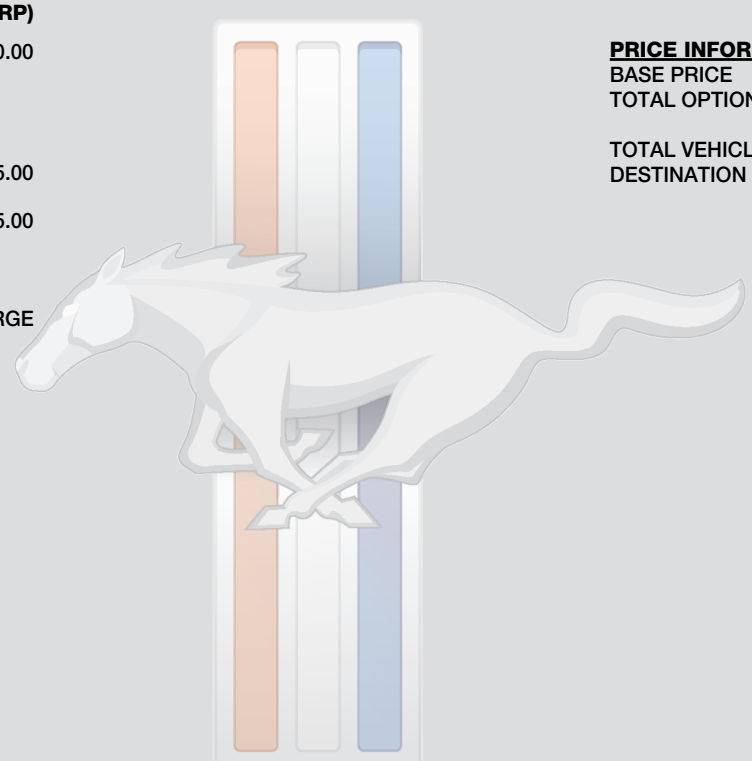 RP)
0.00
5.00
5.00
RGE
PRICE INFOR
BASE PRICE
TOTAL OPTION
TOTAL VEHICL
DESTINATION